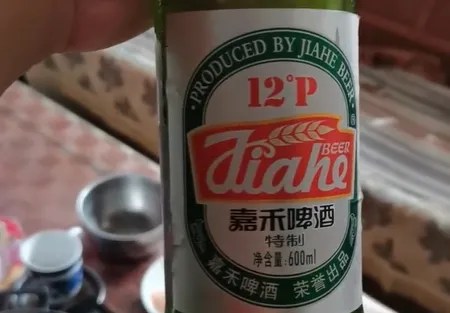 PRODUCED BY JIAHE BEER
12°P
BEER
Jiahe
嘉禾啤酒
特制
净含量:600ml
嘉禾啤酒 荣誉出品